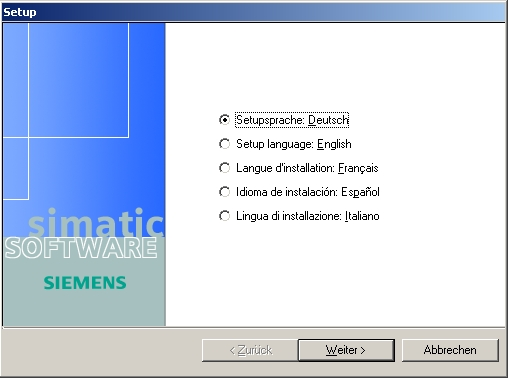 Setup
Setupsprache: Deutsch
Setup language: English
Langue d'installation: Français
Idioma de instalación: Español
Lingua di installazione: Italiano
simatic
SOFTWARE
SIEMENS
< Zurück
Weiter >
Abbrechen